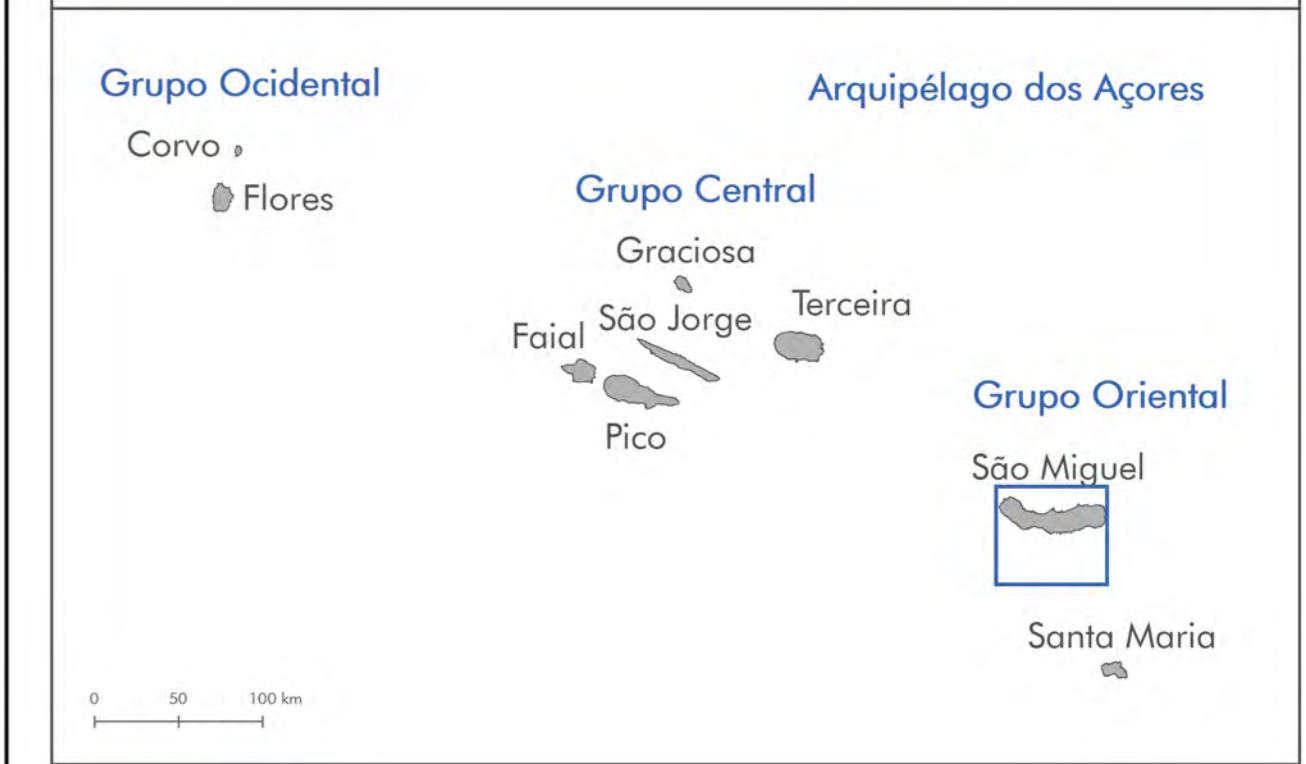 Grupo Ocidental
Arquipélago dos Açores
Corvo
Flores
Grupo Central
Graciosa
São Jorge
Terceira
Faial
Pico
Grupo Oriental
São Miguel
Santa Maria
0 50 100 km